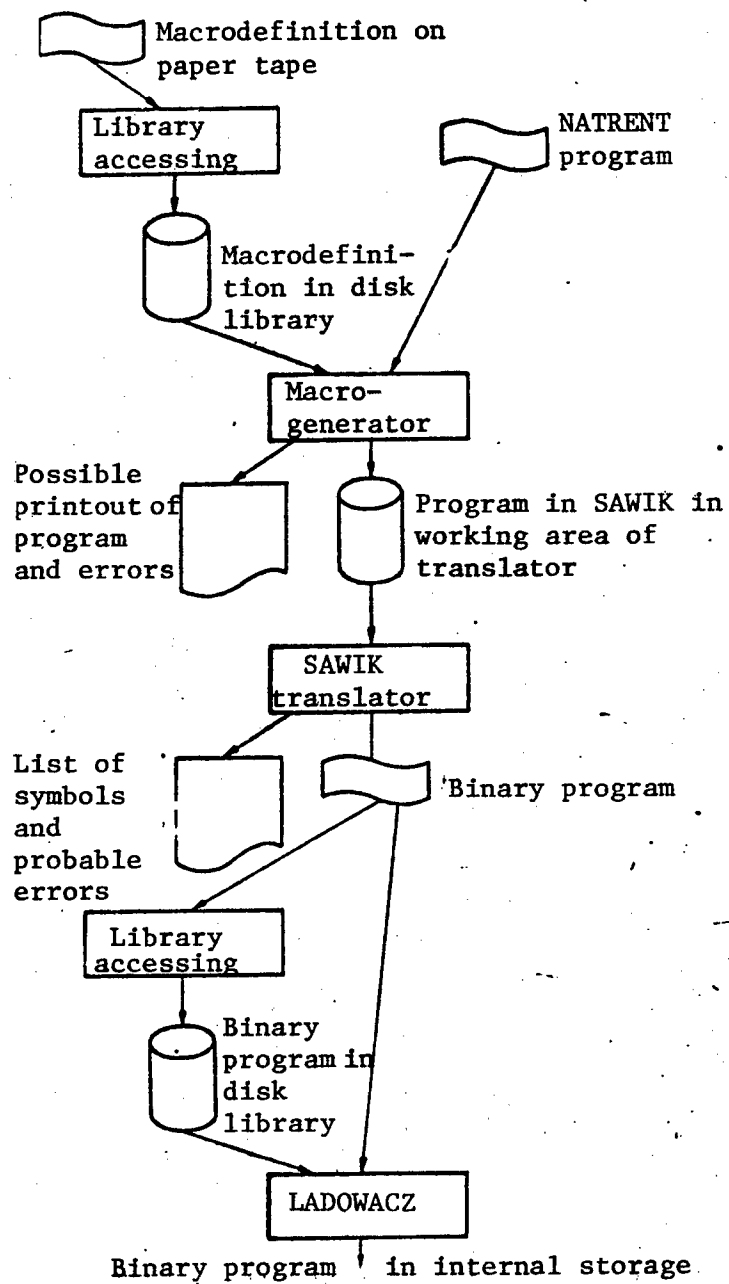 Macrodefinition on
paper tape
Library
accessing
NATRENT
program
Macrodefini-
tion in disk
library
Macro-
generator
Possible
printout of
program
and errors
Program in SAWIK in
working area of
translator
SAWIK
translator
List of
symbols
and
probable
errors
Binary program
Library
accessing
Binary
program in
disk
library
LADOWACZ
Binary program in internal storage